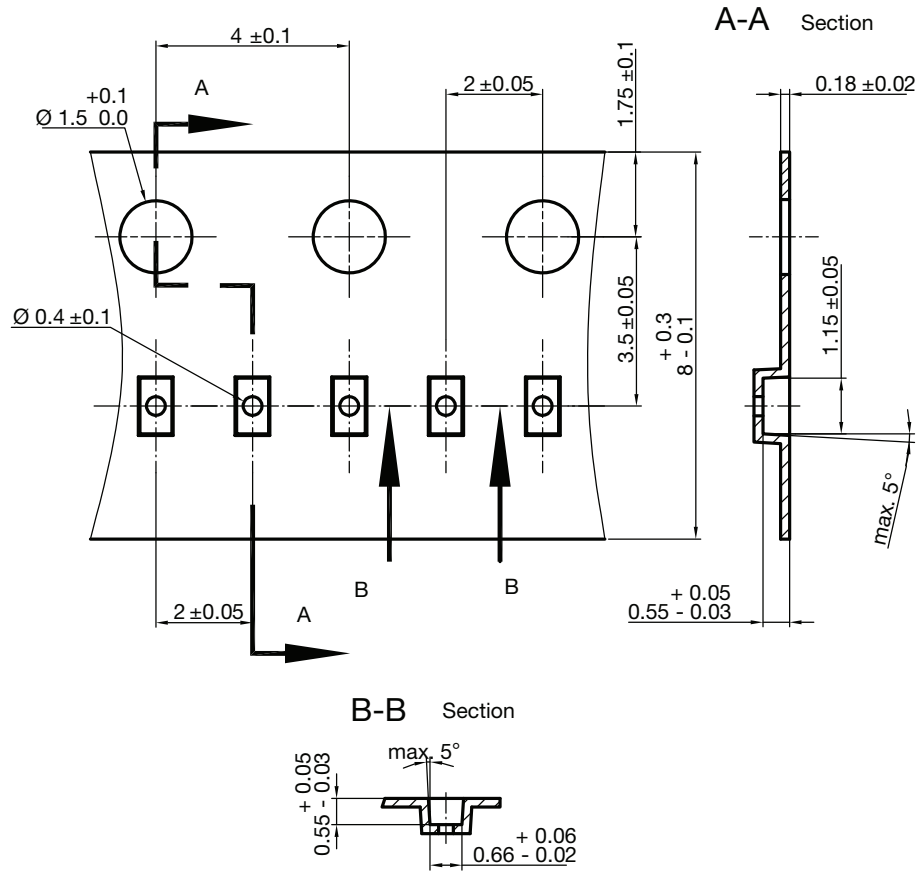 A-A Section
4 ±0.1
A
+0.1
Ø 1.5 0.0
2 ±0.05
1.75 ±0.1
0.18 ±0.02
Ø 0.4 ±0.1
3.5 ±0.05
+ 0.3
8 - 0.1
1.15 ±0.05
max. 5°
B
B
2 ±0.05
A
+ 0.05
0.55 - 0.03
B-B Section
max. 5°
+ 0.05
0.55 - 0.03
+ 0.06
0.66 - 0.02